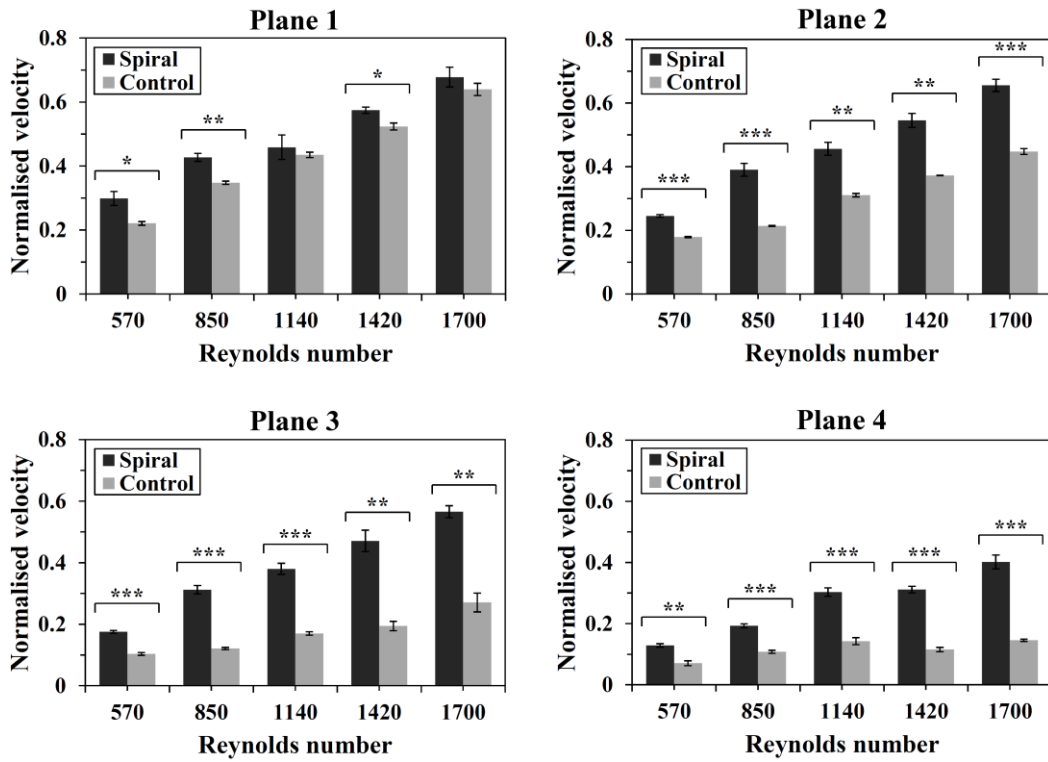 Plane 1
Normalised velocity
0.8
0.6
0.4
0.2
0
Spiral
Control
*
**
*
570 850 1140 1420 1700
Reynolds number
Plane 2
Normalised velocity
0.8
0.6
0.4
0.2
0
Spiral
Control
***
***
**
**
***
570 850 1140 1420 1700
Reynolds number
Plane 3
Normalised velocity
0.8
0.6
0.4
0.2
0
Spiral
Control
***
***
***
**
**
570 850 1140 1420 1700
Reynolds number
Plane 4
Normalised velocity
0.8
0.6
0.4
0.2
0
Spiral
Control
**
***
***
***
***
570 850 1140 1420 1700
Reynolds number